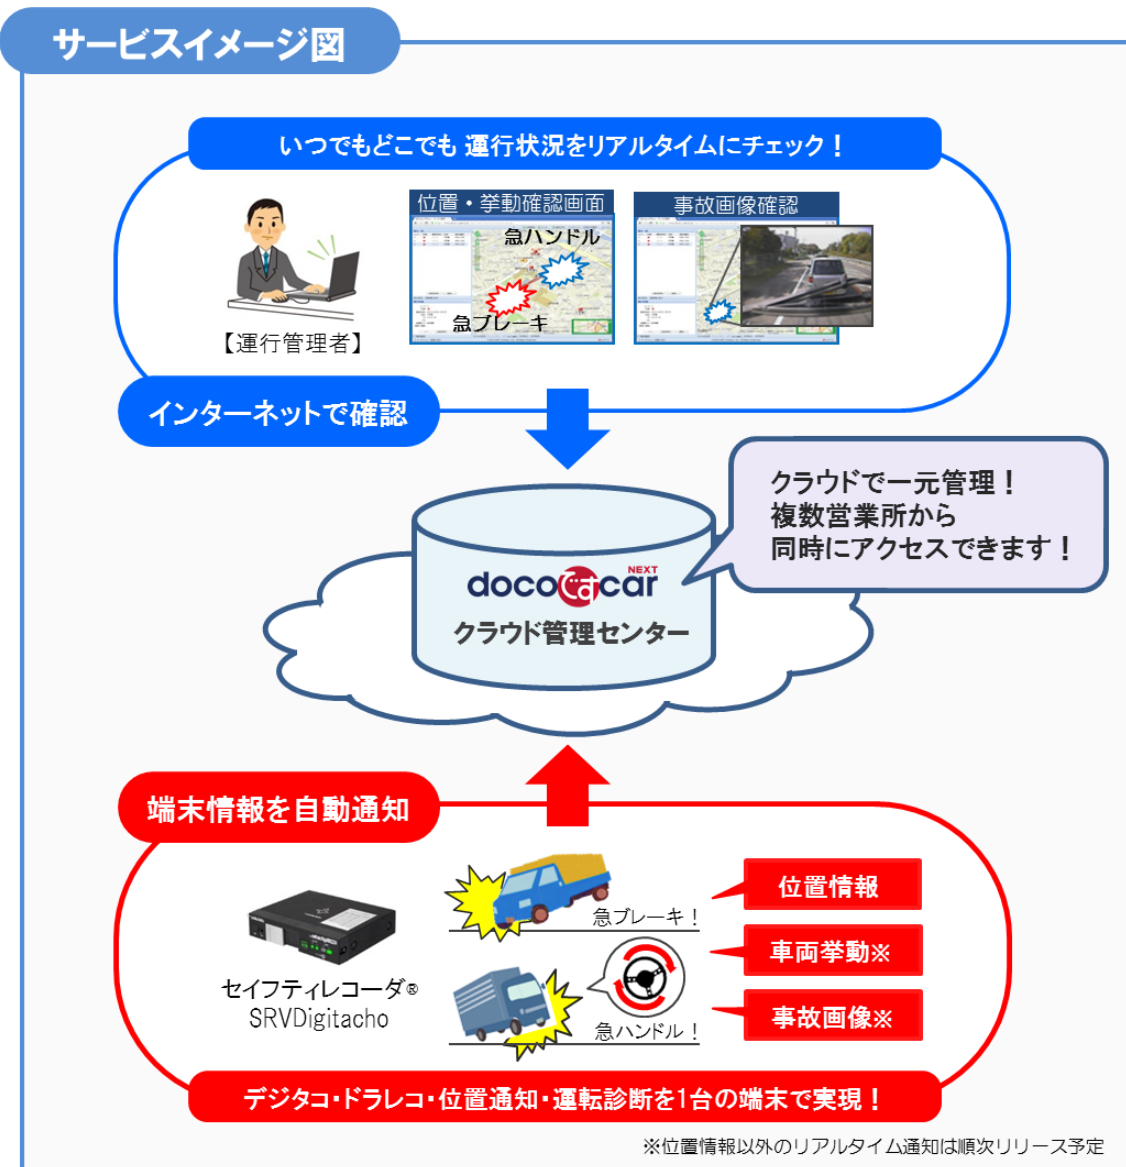 サービスイメージ図
いつでもどこでも 運行状況をリアルタイムにチェック！
位置・挙動確認画面
事故画像確認
急ハンドル
急ブレーキ
【運行管理者】
インターネットで確認
クラウドで一元管理！
複数営業所から
同時にアクセスできます！
docoですcar NEXT
クラウド管理センター
端末情報を自動通知
急ブレーキ！
位置情報
車両挙動※
事故画像※
急ハンドル！
セイフティレコーダ®
SRVDigitacho
デジタコ・ドラレコ・位置通知・運転診断を1台の端末で実現！
※位置情報以外のリアルタイム通知は順次リリース予定